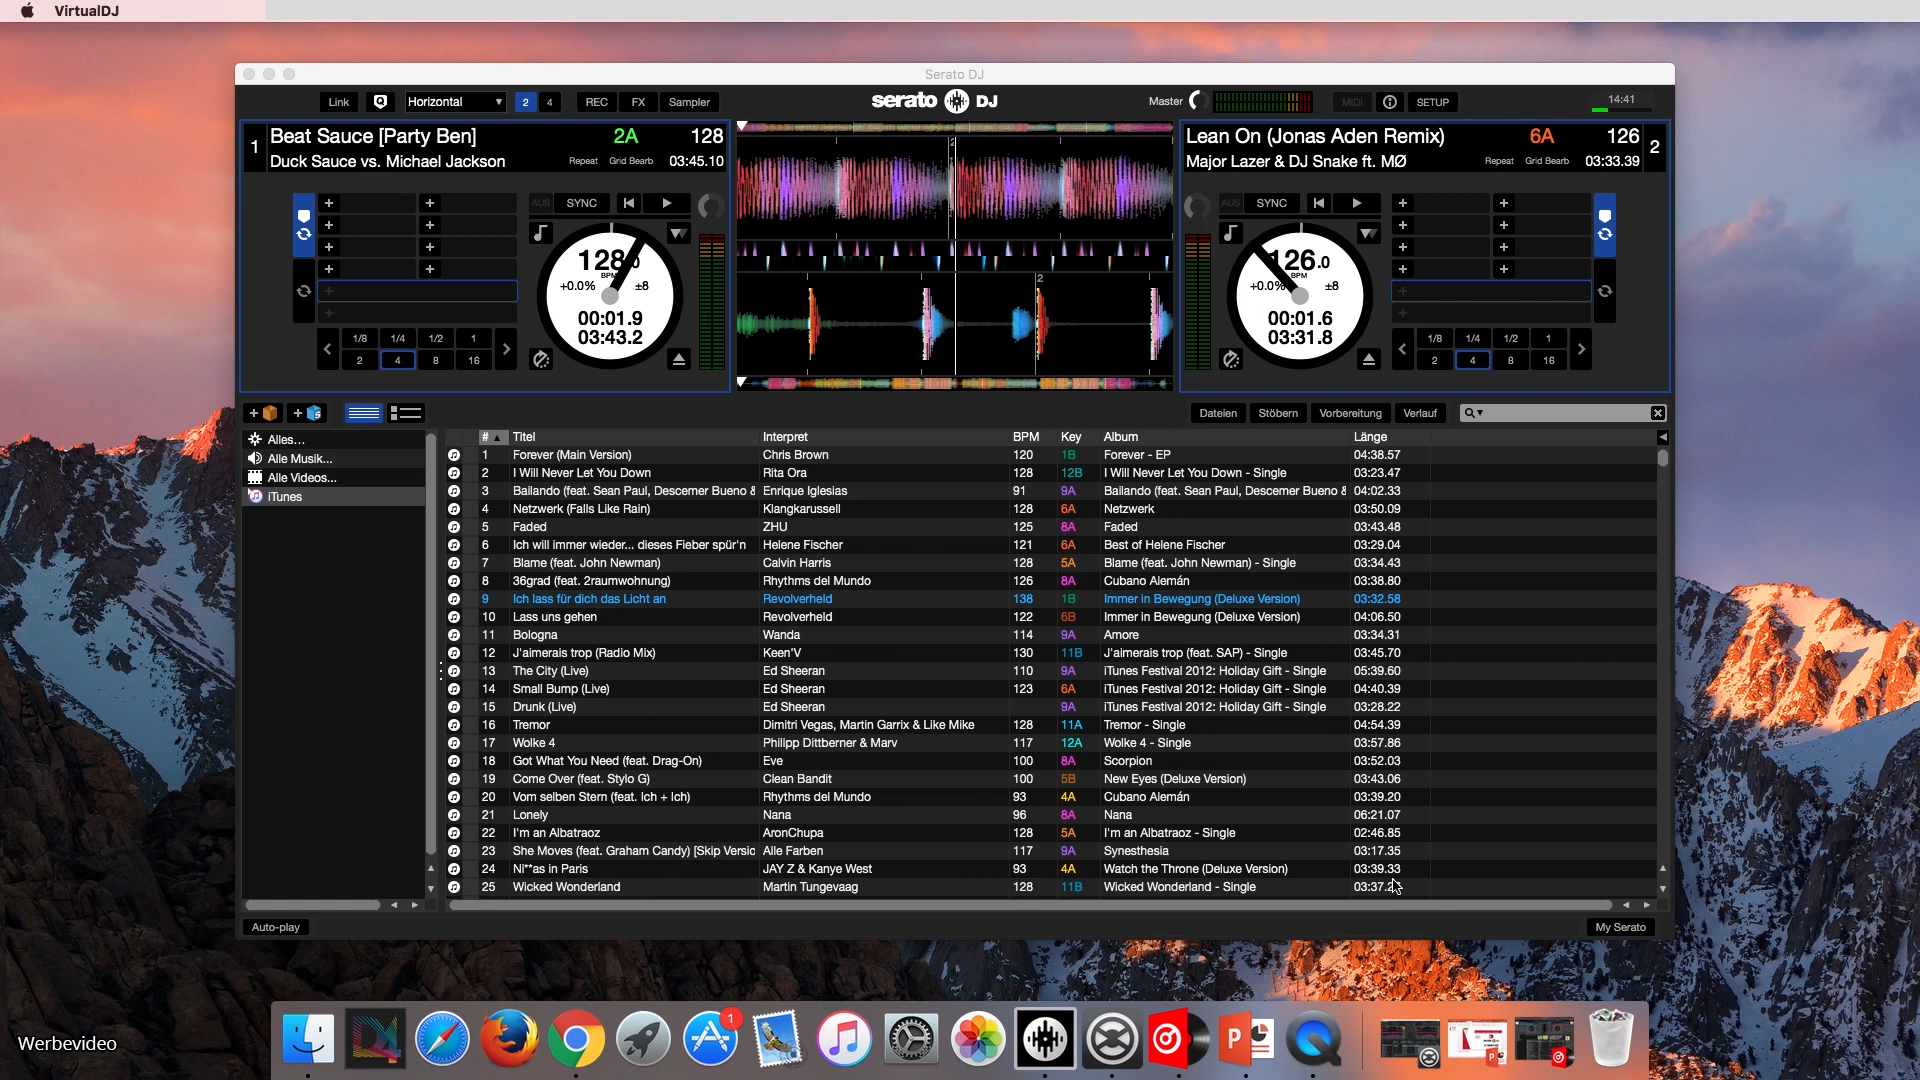 VirtualDJ
Serato DJ
Link
Horizontal
2 4
REC FX Sampler
serato DJ
Master
MIDI
SETUP
14:41
1 Beat Sauce [Party Ben] 2A 128
Duck Sauce vs. Michael Jackson Repeat Grid Bearb. 03:45.10
Lean On (Jonas Aden Remix) 6A 126 2
Major Lazer & DJ Snake ft. MØ Repeat Grid Bearb. 03:33.39
AUS SYNC
128.0
BPM
+0.0% ±8
00:01.9
03:43.2
1/8 1/4 1/2 1
2 4 8 16
2
2
AUS SYNC
126.0
BPM
+0.0% ±8
00:01.6
03:31.8
1/8 1/4 1/2 1
2 4 8 16
Dateien Stöbern Vorbereitung Verlauf
Alles...
Alle Musik...
Alle Videos...
iTunes
# Titel Interpret BPM Key Album Länge
1 Forever (Main Version) Chris Brown 120 1B Forever - EP 04:38.57
2 I Will Never Let You Down Rita Ora 128 12B I Will Never Let You Down - Single 03:23.47
3 Bailando (feat. Sean Paul, Descemer Bueno & Enrique Iglesias 91 9A Bailando (feat. Sean Paul, Descemer Bueno & 04:02.33
4 Netzwerk (Falls Like Rain) Klangkarussell 128 6A Netzwerk 03:50.09
5 Faded ZHU 125 8A Faded 03:43.48
6 Ich will immer wieder... dieses Fieber spür'n Helene Fischer 121 6A Best of Helene Fischer 03:29.04
7 Blame (feat. John Newman) Calvin Harris 128 5A Blame (feat. John Newman) - Single 03:34.43
8 36grad (feat. 2raumwohnung) Rhythms del Mundo 126 8A Cubano Alemán 03:38.80
9 Ich lass für dich das Licht an Revolverheld 138 1B Immer in Bewegung (Deluxe Version) 03:32.58
10 Lass uns gehen Revolverheld 122 6B Immer in Bewegung (Deluxe Version) 04:06.50
11 Bologna Wanda 114 9A Amore 03:34.31
12 J'aimerais trop (Radio Mix) Keen'V 130 11B J'aimerais trop (feat. SAP) - Single 03:45.70
13 The City (Live) Ed Sheeran 110 9A iTunes Festival 2012: Holiday Gift - Single 05:39.60
14 Small Bump (Live) Ed Sheeran 123 6A iTunes Festival 2012: Holiday Gift - Single 04:40.39
15 Drunk (Live) Ed Sheeran 9A iTunes Festival 2012: Holiday Gift - Single 03:28.22
16 Tremor Dimitri Vegas, Martin Garrix & Like Mike 128 11A Tremor - Single 04:54.39
17 Wolke 4 Philipp Dittberner & Marv 117 12A Wolke 4 - Single 03:57.86
18 Got What You Need (feat. Drag-On) Eve 100 8A Scorpion 03:52.03
19 Come Over (feat. Stylo G) Clean Bandit 100 5B New Eyes (Deluxe Version) 03:43.06
20 Vom selben Stern (feat. Ich + Ich) Rhythms del Mundo 93 4A Cubano Alemán 03:39.20
21 Lonely Nana 96 8A Nana 06:21.07
22 I'm an Albatraoz AronChupa 128 5A I'm an Albatraoz - Single 02:46.85
23 She Moves (feat. Graham Candy) [Skip Versio Alle Farben 117 9A Synesthesia 03:17.35
24 Ni**as in Paris JAY Z & Kanye West 93 4A Watch the Throne (Deluxe Version) 03:39.33
25 Wicked Wonderland Martin Tungevaag 128 11B Wicked Wonderland - Single 03:37.
Auto-play
My Serato
1
Werbevideo